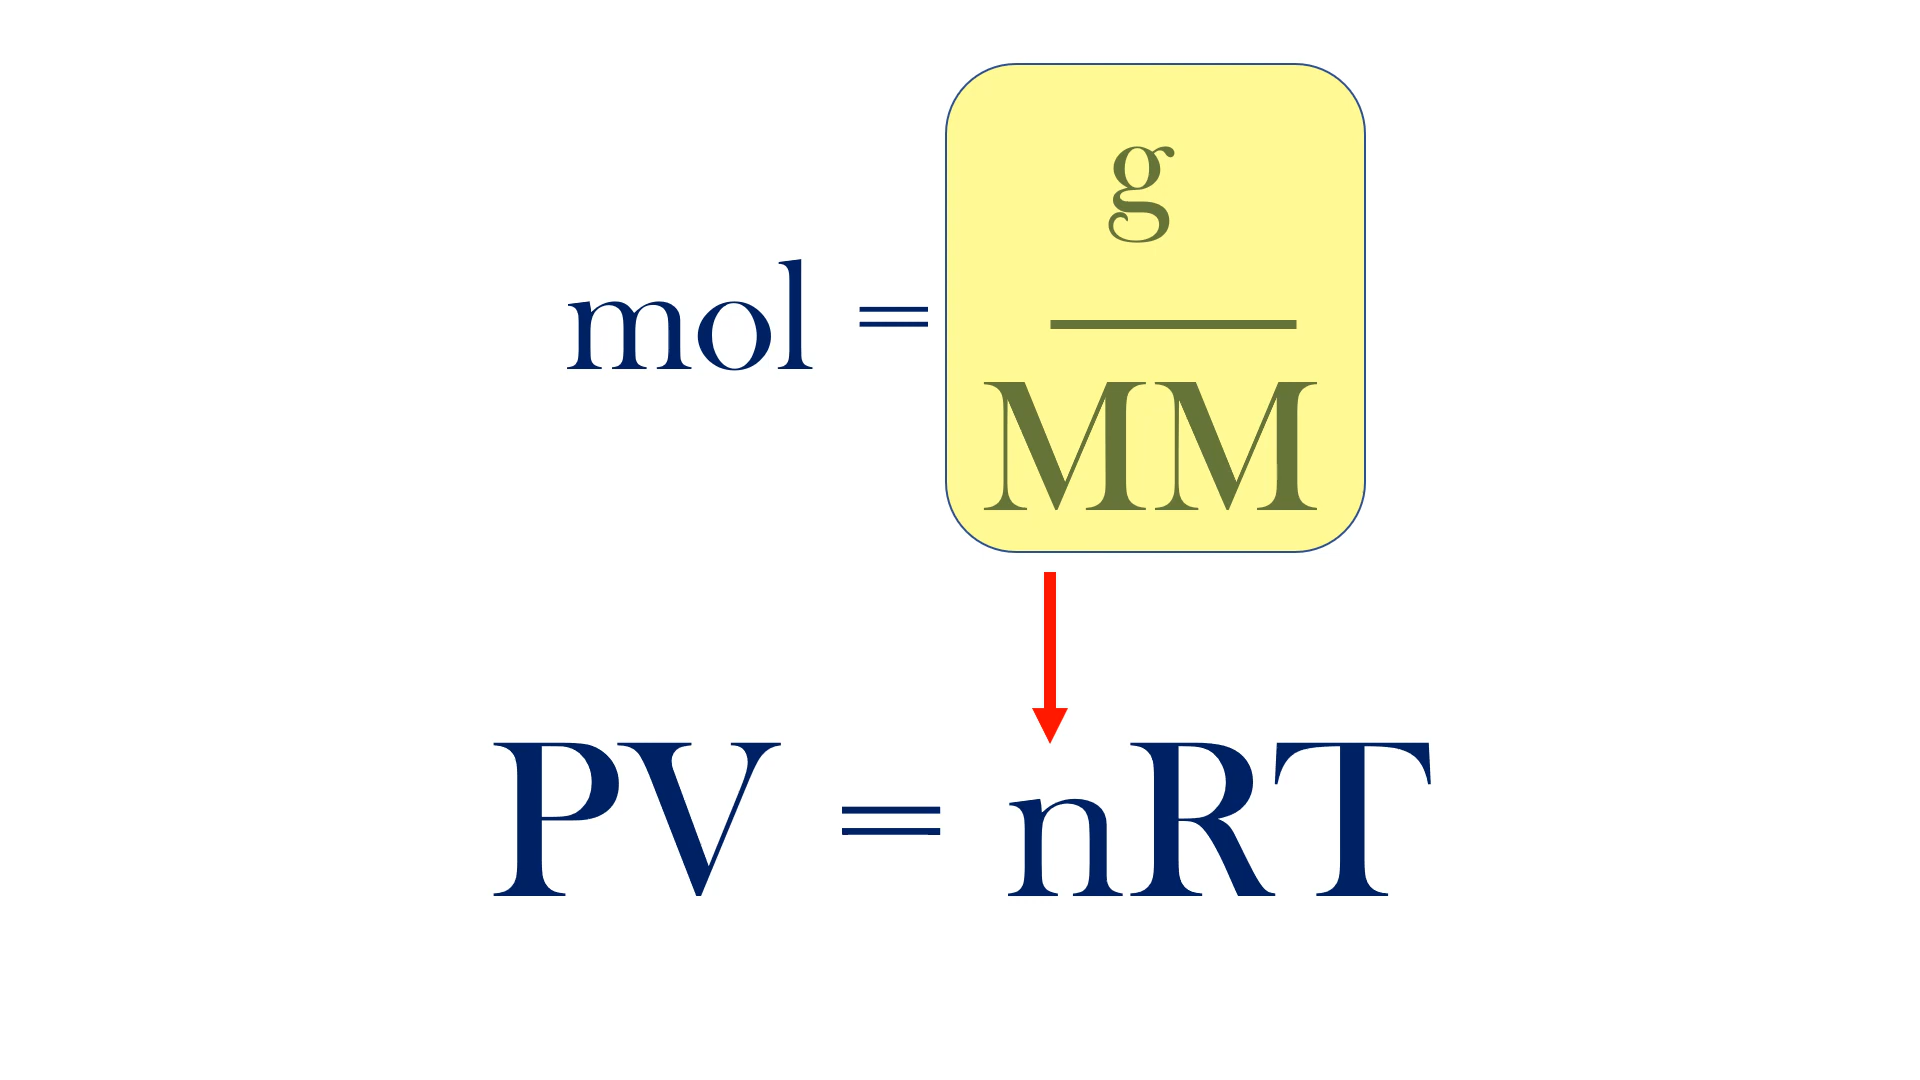 g
mol =
MM
PV = nRT